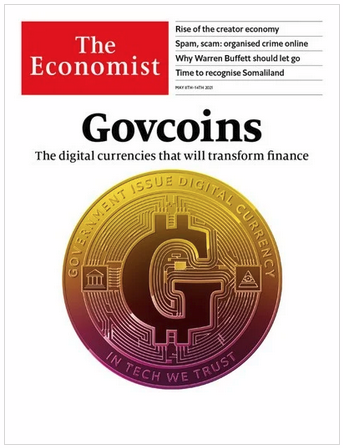 The
Economist
Rise of the creator economy
Spam, scam: organised crime online
Why Warren Buffett should let go
Time to recognise Somaliland
MAY 8TH-14TH 2021
Govcoins
The digital currencies that will transform finance
GOVERNMENT ISSUE DIGITAL CURRENCY
G
IN TECH WE TRUST